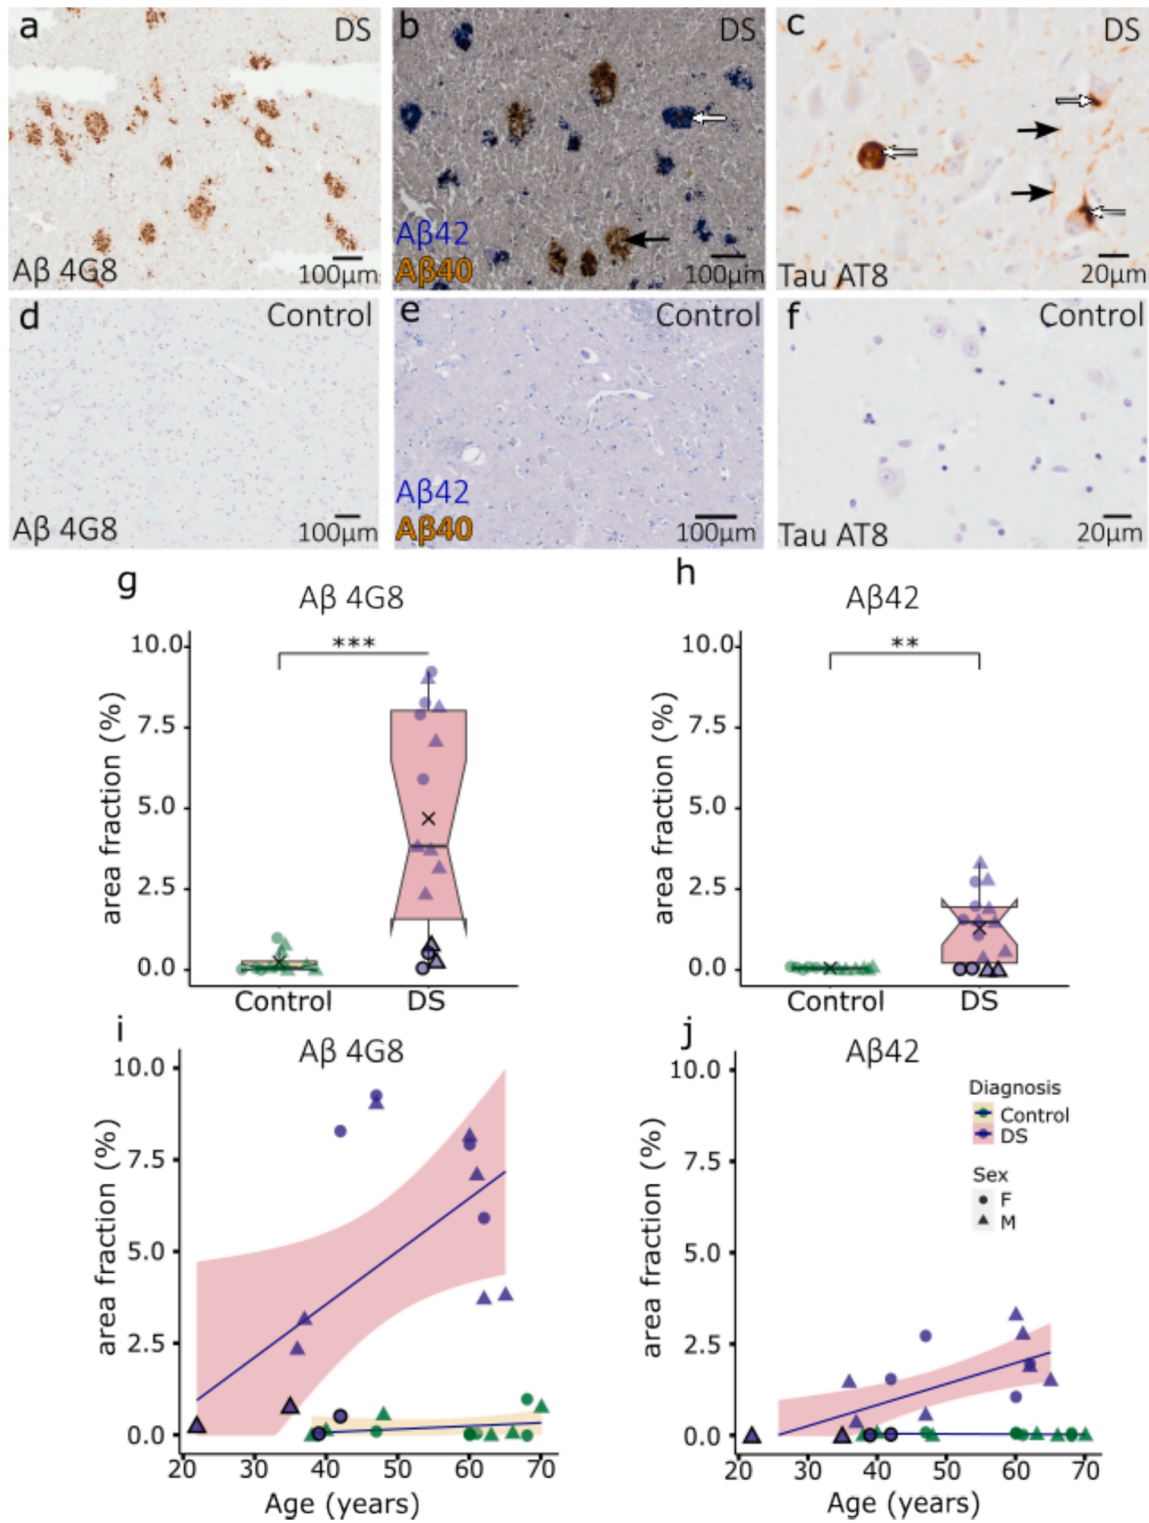 a DS
Aβ 4G8 100μm
b DS
Aβ42
Aβ40 100μm
c DS
Tau AT8 20μm
d Control
Aβ 4G8 100μm
e Control
Aβ42
Aβ40 100μm
f Control
Tau AT8 20μm
g Aβ 4G8
area fraction (%)
10.0
7.5
5.0
2.5
0.0
***
Control DS
h Aβ42
area fraction (%)
10.0
7.5
5.0
2.5
0.0
**
Control DS
i Aβ 4G8
area fraction (%)
10.0
7.5
5.0
2.5
0.0
20 30 40 50 60 70
Age (years)
j Aβ42
area fraction (%)
10.0
7.5
5.0
2.5
0.0
20 30 40 50 60 70
Age (years)
Diagnosis
Control
DS
Sex
F
M